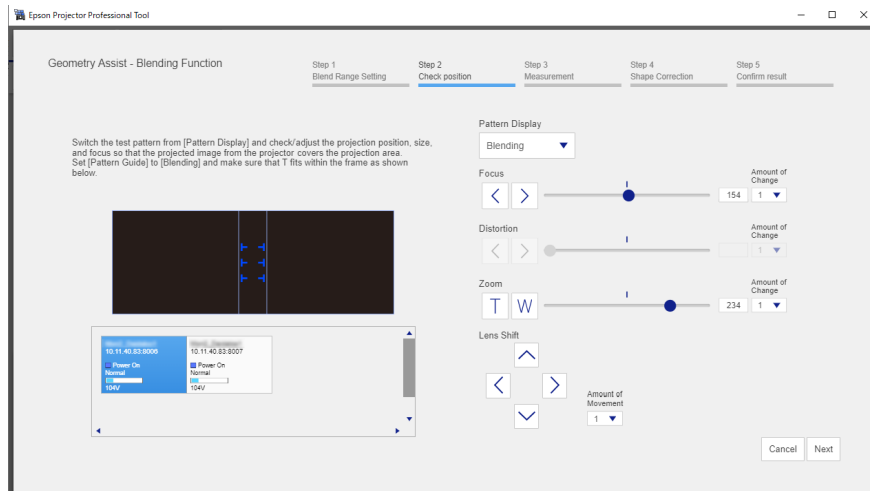 Epson Projector Professional Tool
Geometry Assist - Blending Function
Step 1
Blend Range Setting
Step 2
Check position
Step 3
Measurement
Step 4
Shape Correction
Step 5
Confirm result
Switch the test pattern from [Pattern Display] and check/adjust the projection position, size,
and focus so that the projected image from the projector covers the projection area.
Set [Pattern Guide] to [Blending] and make sure that T fits within the frame as shown
below.
10.11.40.83:8006
Power On
Normal
104V
10.11.40.83:8007
Power On
Normal
104V
Pattern Display
Blending
Focus
Amount of
Change
154
1
Distortion
Amount of
Change
1
Zoom
Amount of
Change
T
W
234
1
Lens Shift
Amount of
Movement
1
Cancel
Next